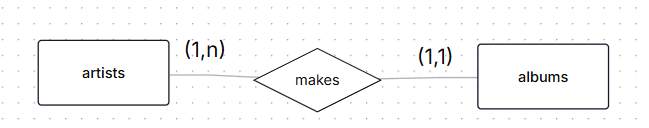 artists
(1,n)
makes
(1,1)
albums